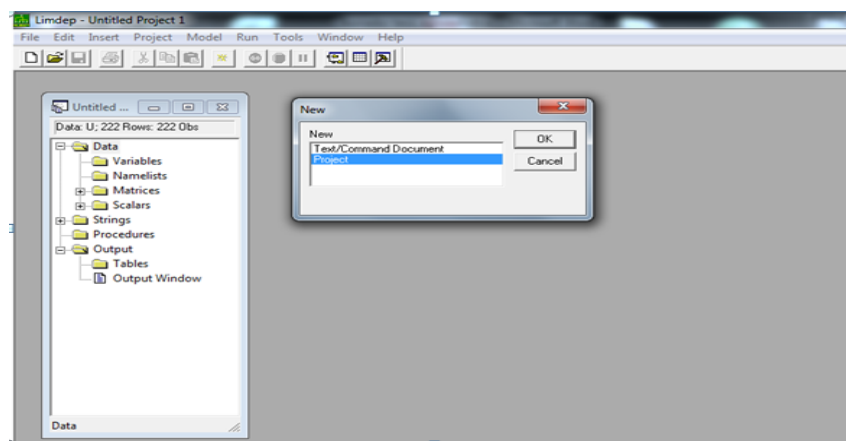 Limdep - Untitled Project 1
File Edit Insert Project Model Run Tools Window Help
Untitled ...
Data: U; 222 Rows: 222 Obs
Data
Variables
Namelists
Matrices
Scalars
Strings
Procedures
Output
Tables
Output Window
Data
New
New
Text/Command Document
Project
OK
Cancel